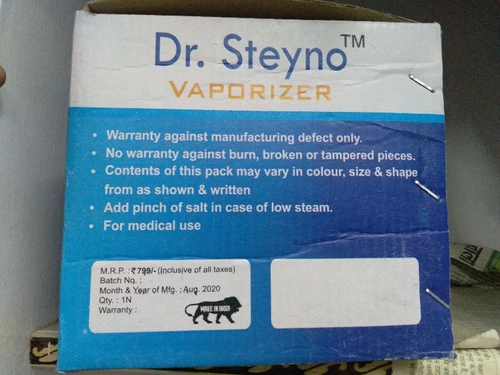 Dr. Steyno™
VAPORIZER
• Warranty against manufacturing defect only.
• No warranty against burn, broken or tampered pieces.
• Contents of this pack may vary in colour, size & shape
from as shown & written
• Add pinch of salt in case of low steam.
• For medical use
M.R.P. : ₹799/- (Inclusive of all taxes)
Batch No. :
Month & Year of Mfg. : Aug. 2020
Qty. : 1N
Warranty :
MAKE IN INDIA